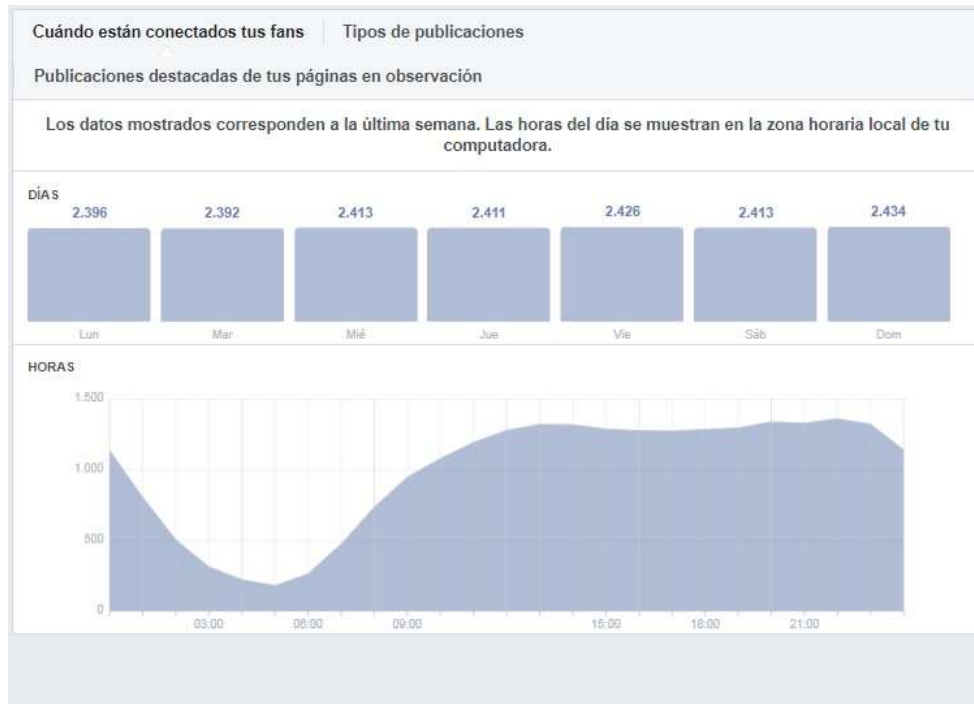 Cuándo están conectados tus fans Tipos de publicaciones
Publicaciones destacadas de tus páginas en observación
Los datos mostrados corresponden a la última semana. Las horas del día se muestran en la zona horaria local de tu
computadora.
DÍAS
2.396 2.392 2.413 2.411 2.426 2.413 2.434
Lun Mar Mié Jue Vie Sáb Dom
HORAS
1.500
1.000
500
0
03:00 06:00 09:00 15:00 18:00 21:00